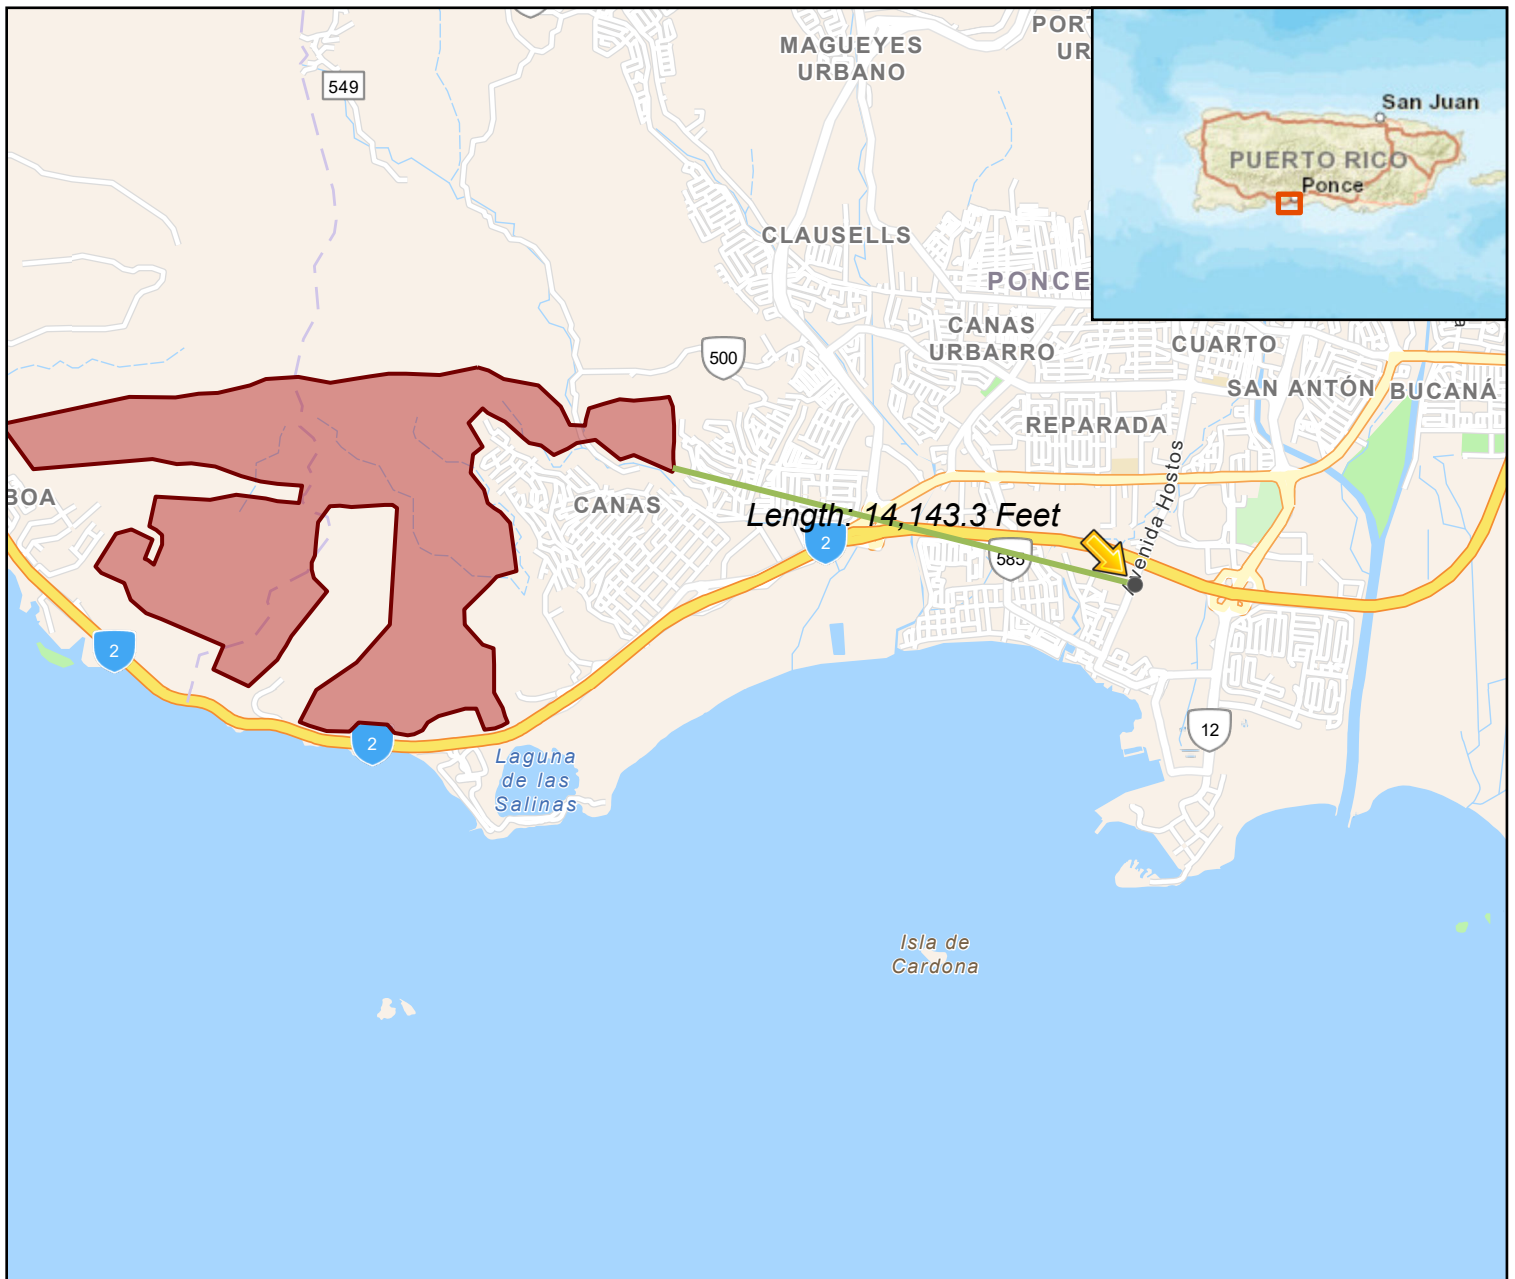 MAGUEYES
URBANO
POR
UR
549
San Juan
PUERTO RICO
Ponce
CLAUSELLS
PONCE
CANAS
URBARRO
CUARTO
500
SAN ANTÓN
BUCANÁ
REPARADA
BOA
CANAS
Avenida Hostos
Length: 14,143.3 Feet
2
585
2
12
2
Laguna
de las
Salinas
Isla de
Cardona